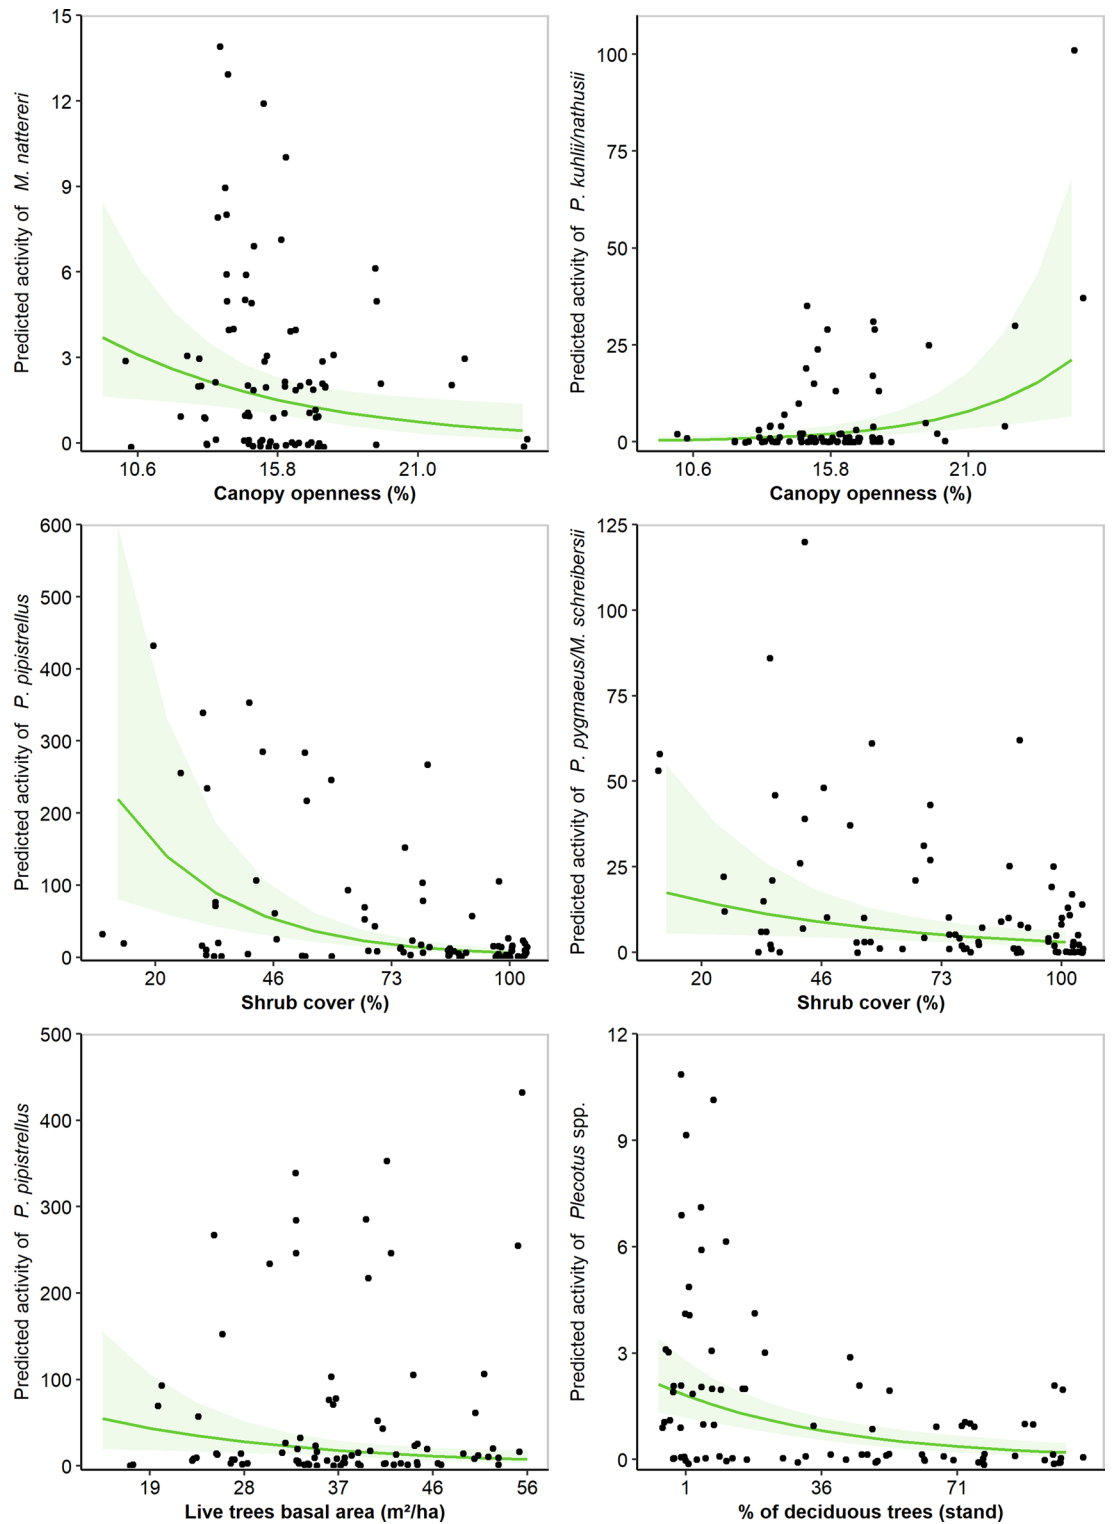 Predicted activity of M. nattereri
15
12
9
6
3
0
10.6 15.8 21.0
Canopy openness (%)
Predicted activity of P. kuhlii/nathusii
100
75
50
25
0
10.6 15.8 21.0
Canopy openness (%)
Predicted activity of P. pipistrellus
600
500
400
300
200
100
0
20 46 73 100
Shrub cover (%)
Predicted activity of P. pygmaeus/M. schreibersii
125
100
75
50
25
0
20 46 73 100
Shrub cover (%)
Predicted activity of P. pipistrellus
500
400
300
200
100
0
19 28 37 46 56
Live trees basal area (m²/ha)
Predicted activity of Plecotus spp.
12
9
6
3
0
1 36 71
% of deciduous trees (stand)